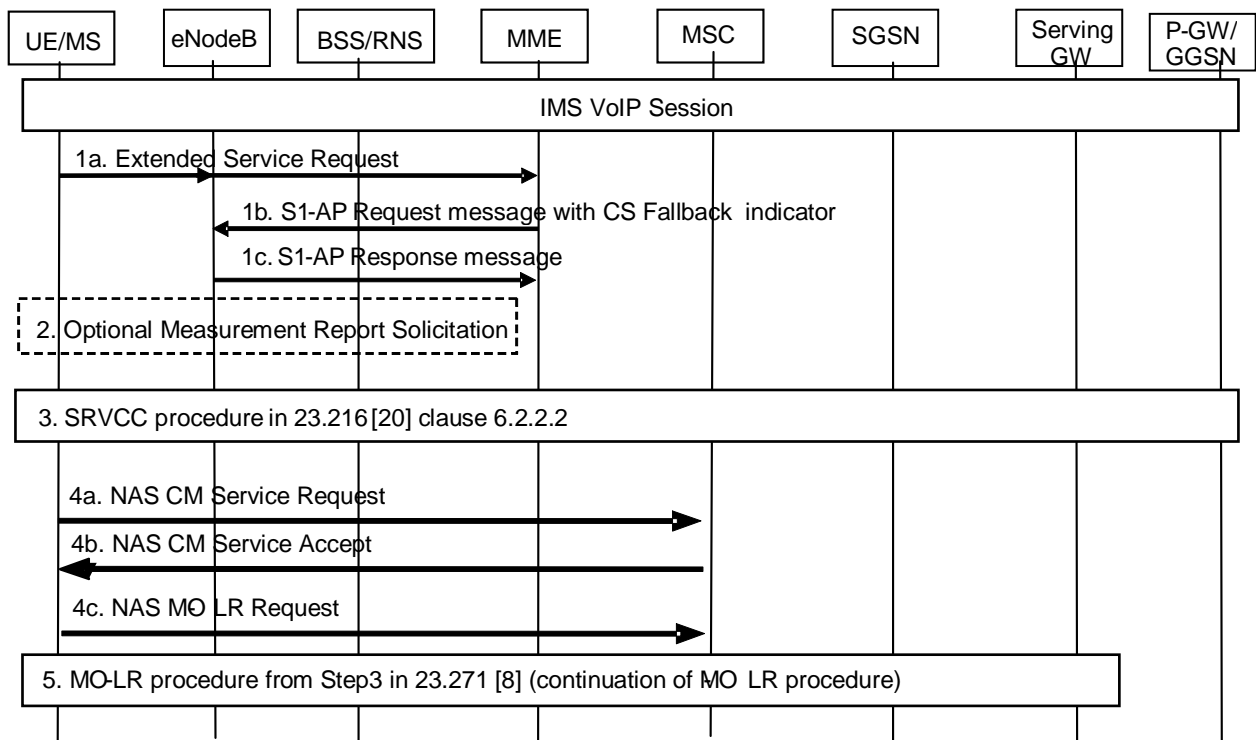 UE/MS
eNodeB
BSS/RNS
MME
MSC
SGSN
Serving
GW
P-GW/
GGSN
IMS VoIP Session
1a. Extended Service Request
1b. S1-AP Request message with CS Fallback indicator
1c. S1-AP Response message
2. Optional Measurement Report Solicitation
3. SRVCC procedure in 23.216 [20] clause 6.2.2.2
4a. NAS CM Service Request
4b. NAS CM Service Accept
4c. NAS MO-LR Request
5. MO-LR procedure from Step3 in 23.271 [8] (continuation of MO-LR procedure)